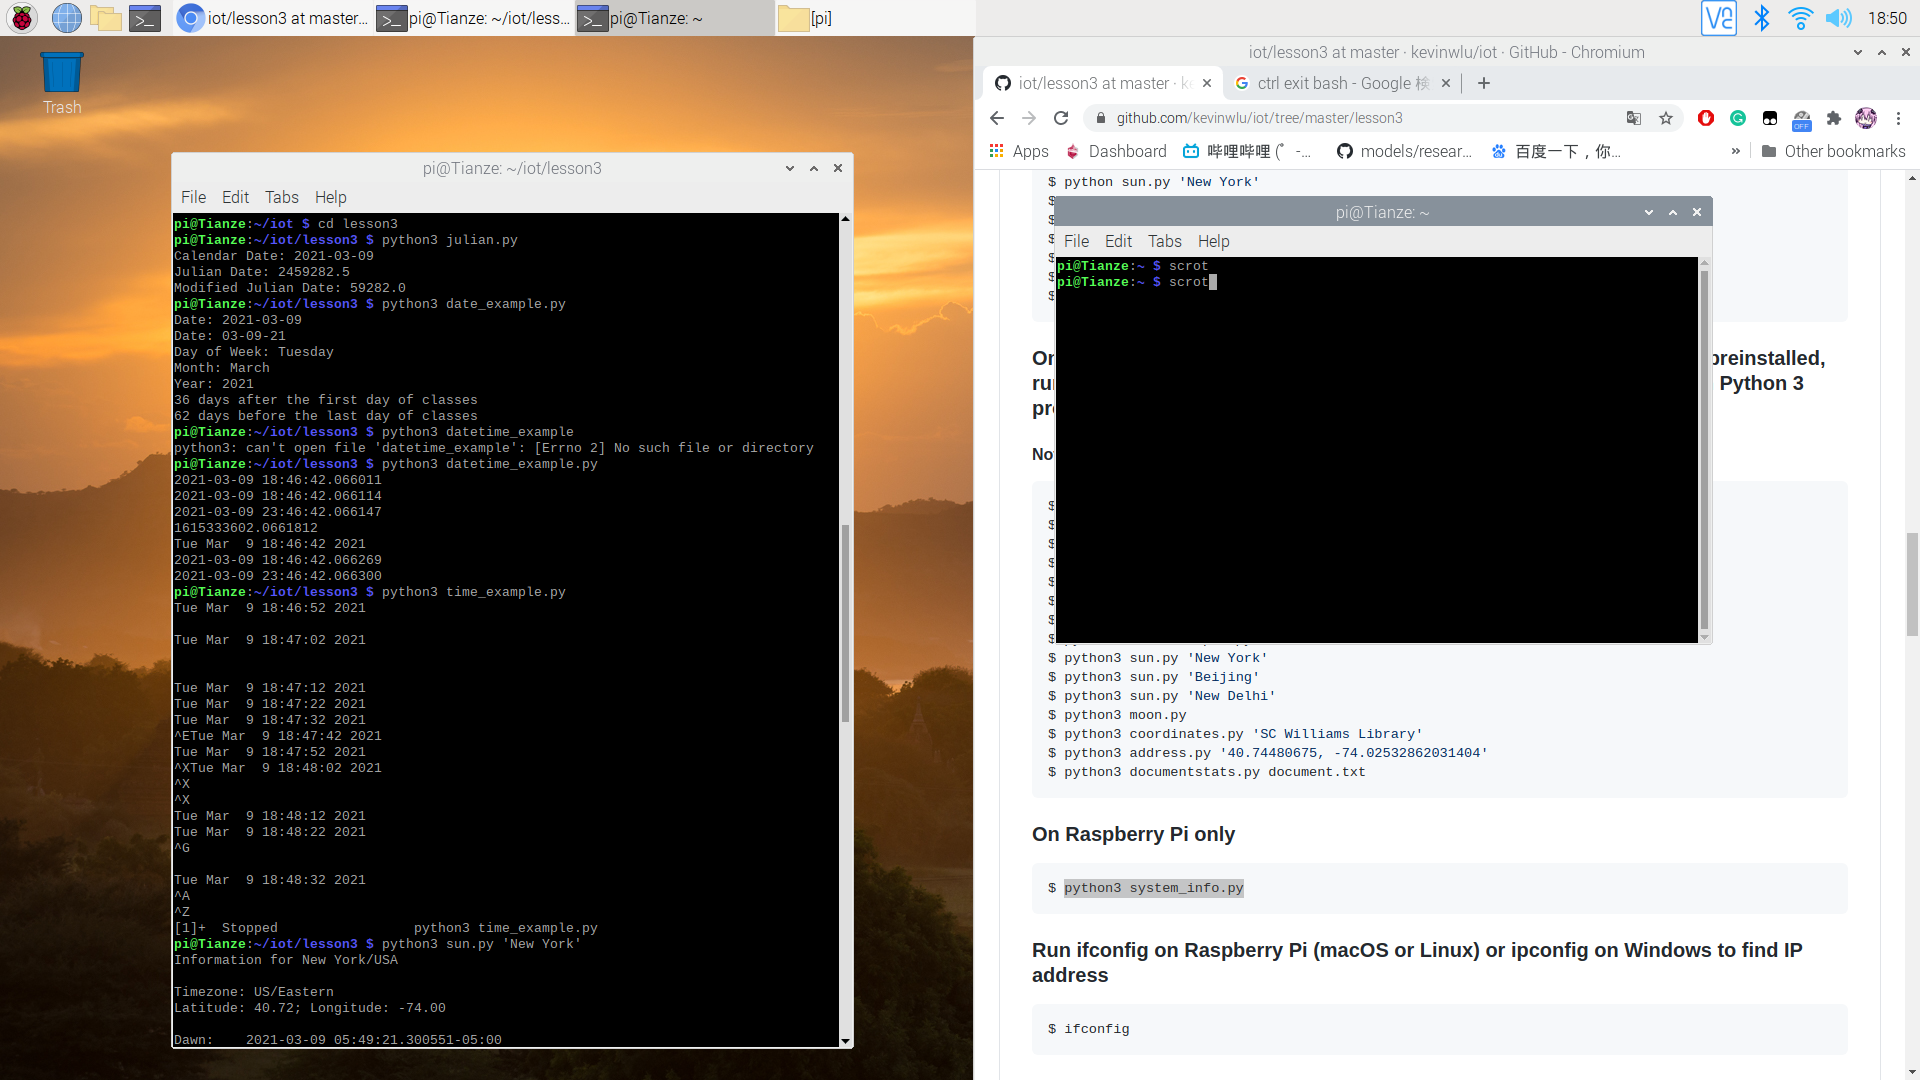 iot/lesson3 at master...
pi@Tianze: ~/iot/less...
pi@Tianze: ~
[pi]
18:50
Trash
pi@Tianze: ~/iot/lesson3
File Edit Tabs Help
pi@Tianze:~/iot $ cd lesson3
pi@Tianze:~/iot/lesson3 $ python3 julian.py
Calendar Date: 2021-03-09
Julian Date: 2459282.5
Modified Julian Date: 59282.0
pi@Tianze:~/iot/lesson3 $ python3 date_example.py
Date: 2021-03-09
Date: 03-09-21
Day of Week: Tuesday
Month: March
Year: 2021
36 days after the first day of classes
62 days before the last day of classes
pi@Tianze:~/iot/lesson3 $ python3 datetime_example
python3: can't open file 'datetime_example': [Errno 2] No such file or directory
pi@Tianze:~/iot/lesson3 $ python3 datetime_example.py
2021-03-09 18:46:42.066011
2021-03-09 18:46:42.066114
2021-03-09 23:46:42.066147
1615333602.0661812
Tue Mar  9 18:46:42 2021
2021-03-09 18:46:42.066269
2021-03-09 23:46:42.066300
pi@Tianze:~/iot/lesson3 $ python3 time_example.py
Tue Mar  9 18:46:52 2021
Tue Mar  9 18:47:02 2021
Tue Mar  9 18:47:12 2021
Tue Mar  9 18:47:22 2021
Tue Mar  9 18:47:32 2021
^ETue Mar  9 18:47:42 2021
Tue Mar  9 18:47:52 2021
^XTue Mar  9 18:48:02 2021
^X
^X
Tue Mar  9 18:48:12 2021
Tue Mar  9 18:48:22 2021
^G
Tue Mar  9 18:48:32 2021
^A
^Z
[1]+  Stopped                 python3 time_example.py
pi@Tianze:~/iot/lesson3 $ python3 sun.py 'New York'
Information for New York/USA
Timezone: US/Eastern
Latitude: 40.72; Longitude: -74.00
Dawn:    2021-03-09 05:49:21.300551-05:00
iot/lesson3 at master · kevinwlu/iot · GitHub - Chromium
iot/lesson3 at master · ke
ctrl exit bash - Google 検
github.com/kevinwlu/iot/tree/master/lesson3
OFF
Apps
Dashboard
哔哩哔哩 (゜-...
models/resear...
百度一下，你...
»
Other bookmarks
$ python sun.py 'New York'
$
$
$
$
$
$
pi@Tianze: ~
File Edit Tabs Help
pi@Tianze:~ $ scrot
pi@Tianze:~ $ scrot
On preinstalled,
run Python 3
pre
No
$
$
$
$
$
$
$
$
$ python3 sun.py 'New York'
$ python3 sun.py 'Beijing'
$ python3 sun.py 'New Delhi'
$ python3 moon.py
$ python3 coordinates.py 'SC Williams Library'
$ python3 address.py '40.74480675, -74.02532862031404'
$ python3 documentstats.py document.txt
On Raspberry Pi only
$ python3 system_info.py
Run ifconfig on Raspberry Pi (macOS or Linux) or ipconfig on Windows to find IP
address
$ ifconfig